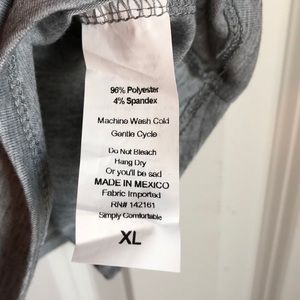 96% Polyester
4% Spandex
Machine Wash Cold
Gentle Cycle
Do Not Bleach
Hang Dry
Or you'll be sad
MADE IN MEXICO
Fabric Imported
RN# 142161
Simply Comfortable
XL